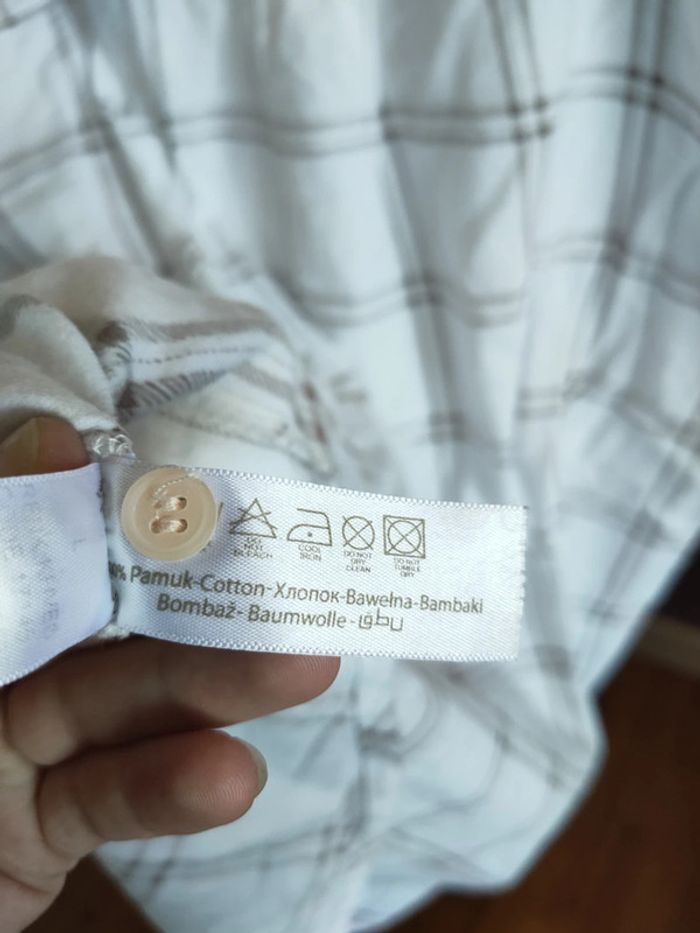 DO NOT BLEACH
COOL IRON
DO NOT DRY CLEAN
DO NOT TUMBLE DRY
% Pamuk-Cotton-Хлопок-Bawełna-Bambaki
Bombaž- Baumwolle-قطن